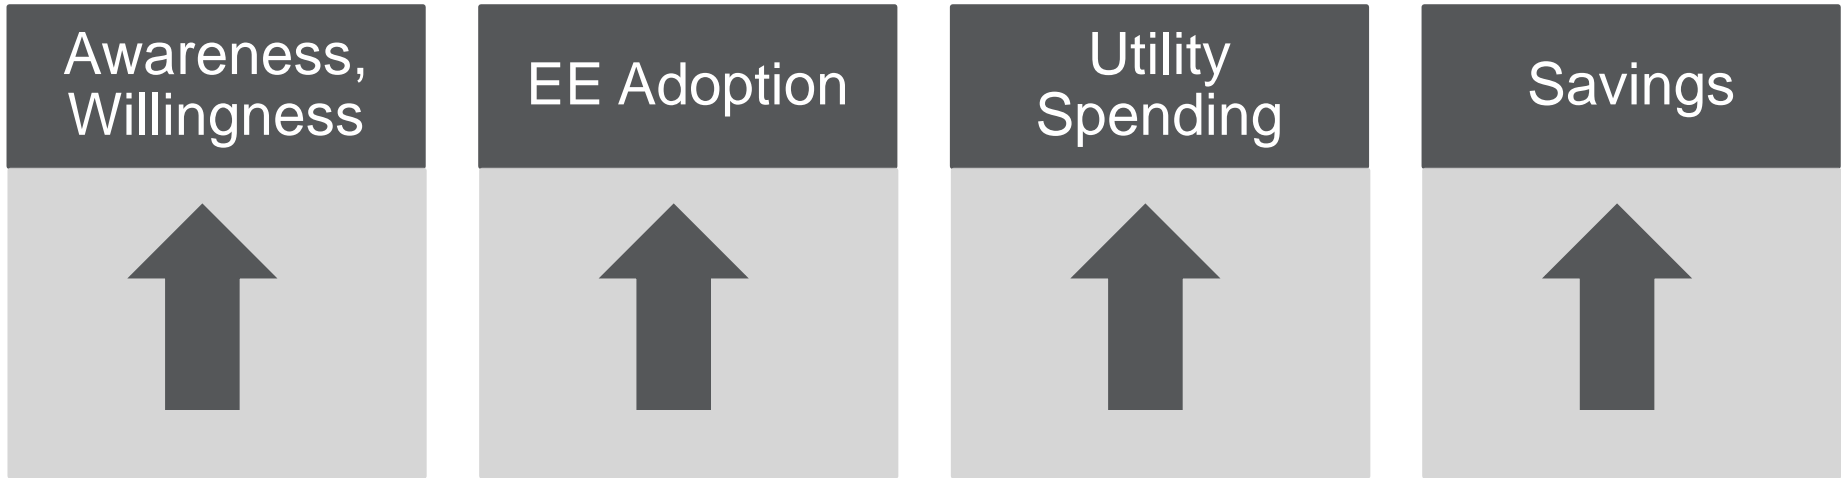 Awareness,
Willingness
EE Adoption
Utility
Spending
Savings